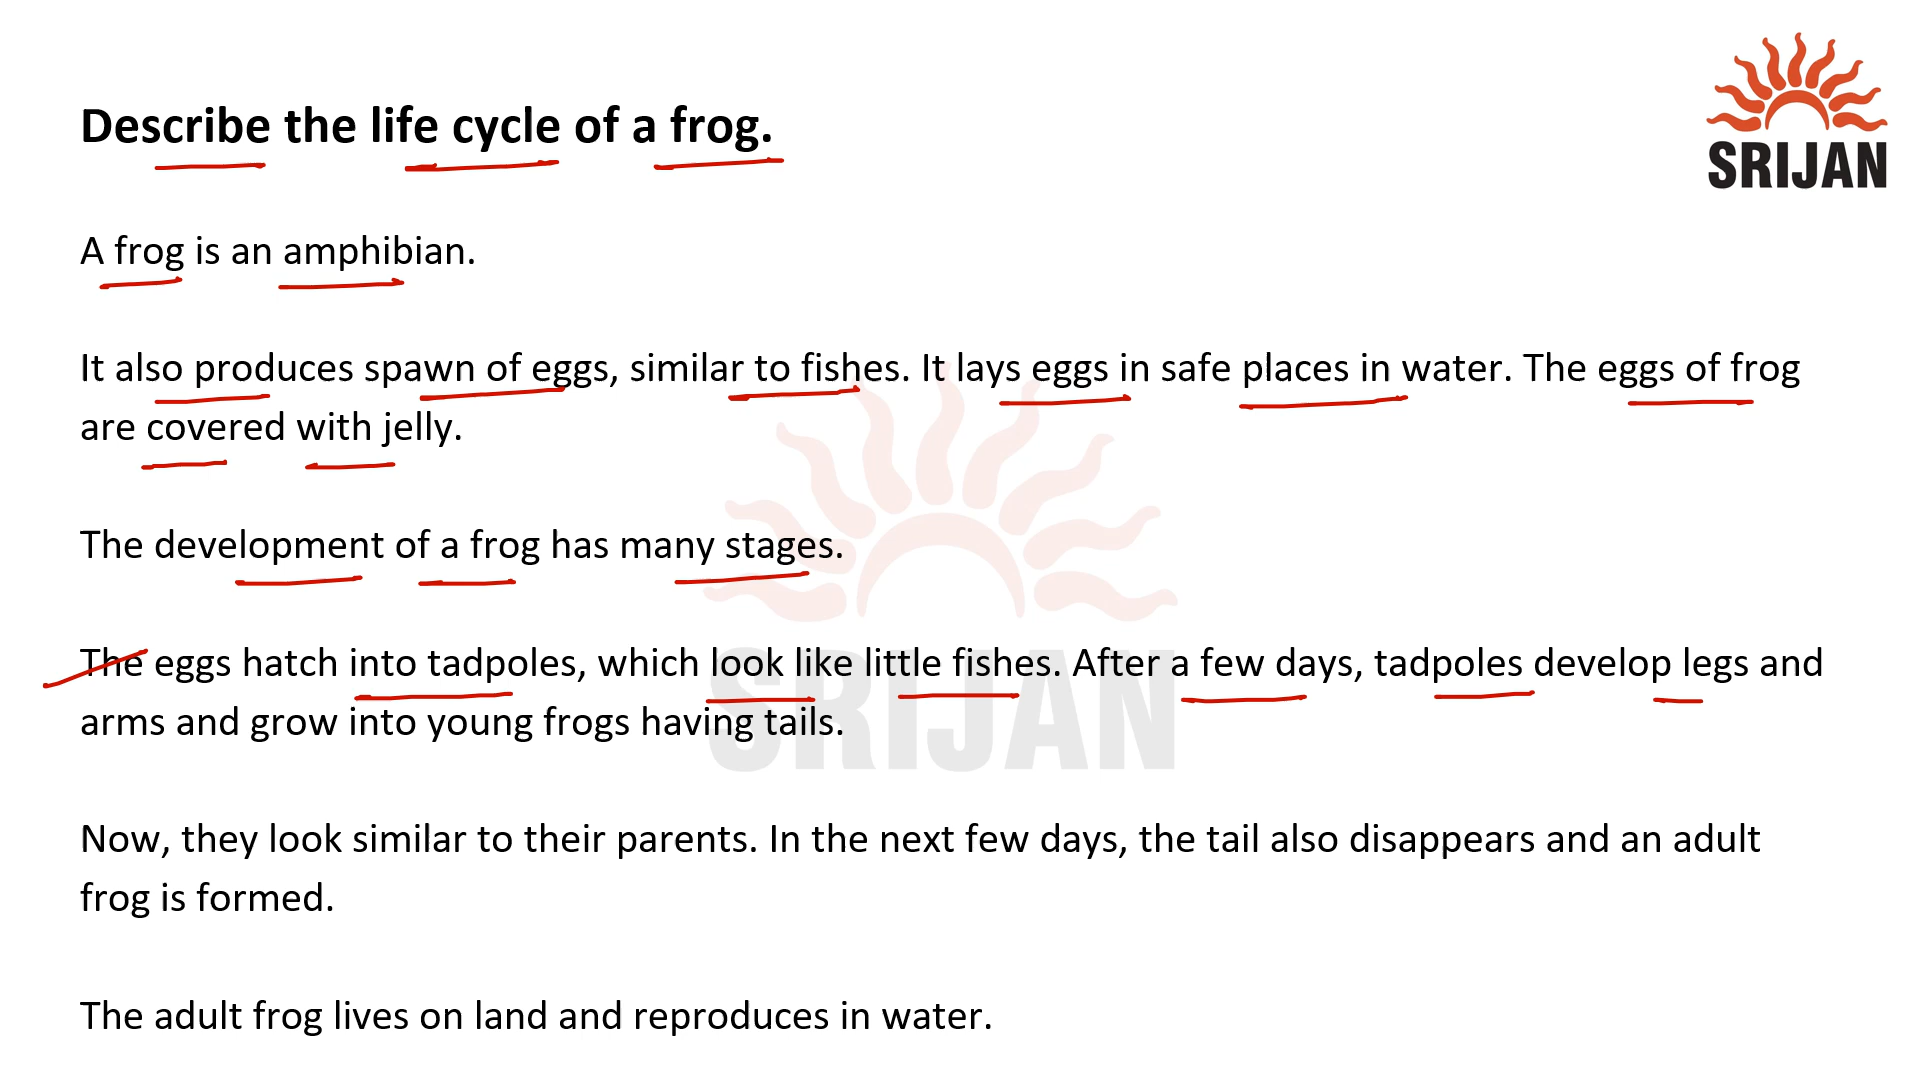 SRIJAN
Describe the life cycle of a frog.
A frog is an amphibian.
It also produces spawn of eggs, similar to fishes. It lays eggs in safe places in water. The eggs of frog
are covered with jelly.
The development of a frog has many stages.
The eggs hatch into tadpoles, which look like little fishes. After a few days, tadpoles develop legs and
arms and grow into young frogs having tails.
SRIJAN
Now, they look similar to their parents. In the next few days, the tail also disappears and an adult
frog is formed.
The adult frog lives on land and reproduces in water.